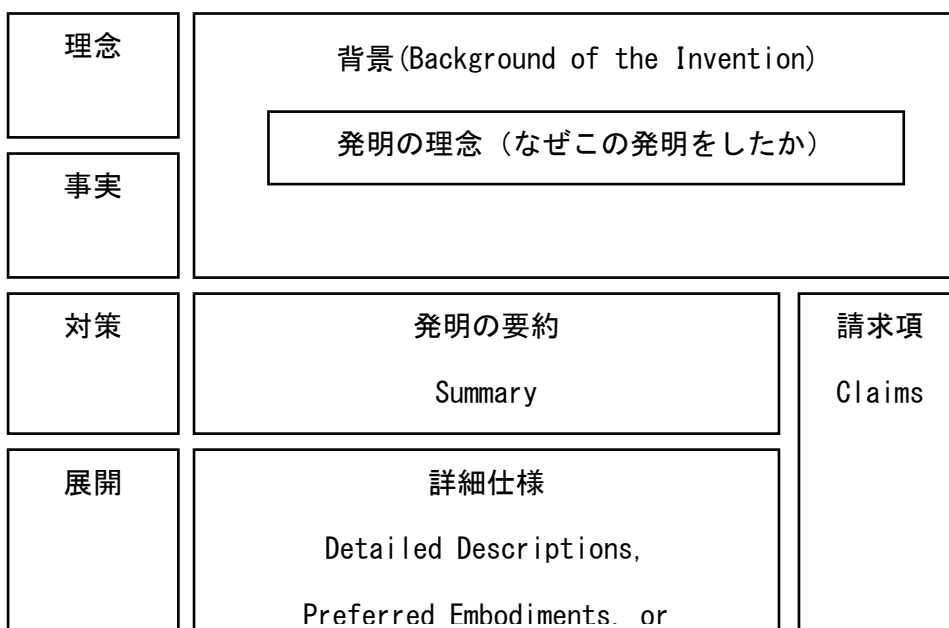 理念
背景(Background of the Invention)
発明の理念（なぜこの発明をしたか）
事実
対策
発明の要約
Summary
請求項
Claims
展開
詳細仕様
Detailed Descriptions,
Preferred Embodiments, or